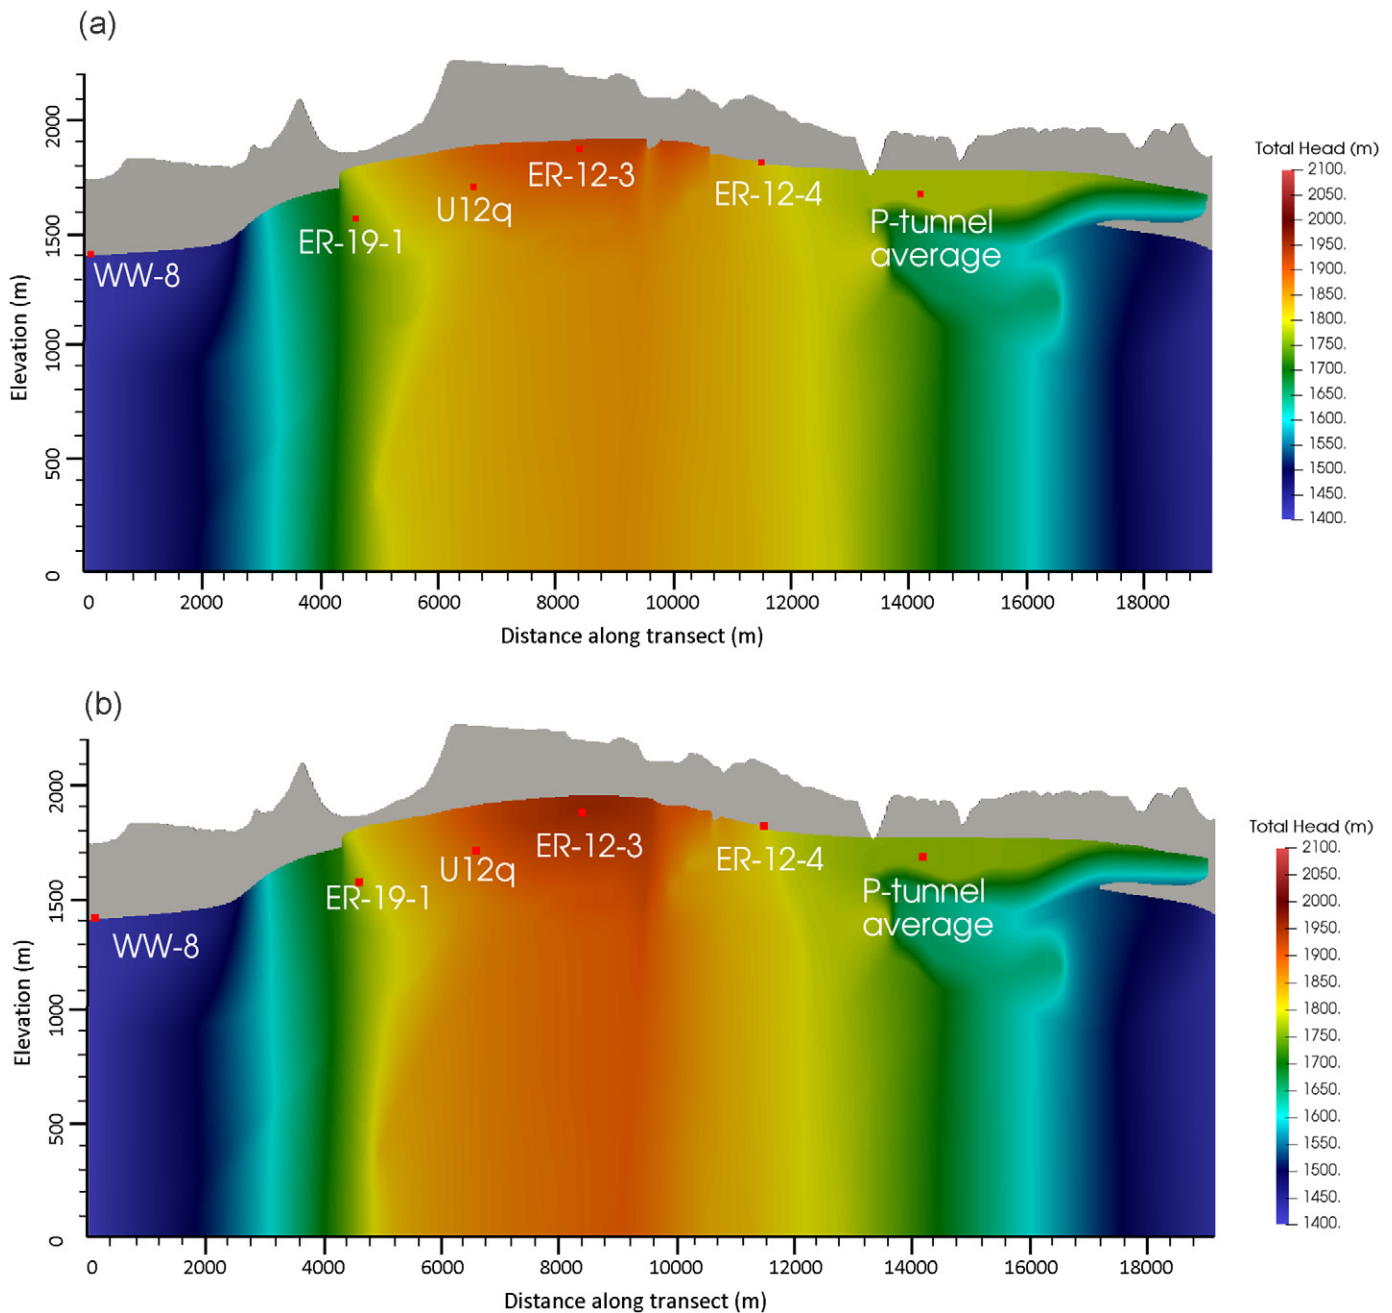 (a)
2000
1500
1000
500
0
Elevation (m)
WW-8
ER-19-1
U12q
ER-12-3
ER-12-4
P-tunnel
average
0 2000 4000 6000 8000 10000 12000 14000 16000 18000
Distance along transect (m)
Total Head (m)
2100.
2050.
2000.
1950.
1900.
1850.
1800.
1750.
1700.
1650.
1600.
1550.
1500.
1450.
1400.
(b)
2000
1500
1000
500
0
Elevation (m)
WW-8
ER-19-1
U12q
ER-12-3
ER-12-4
P-tunnel
average
0 2000 4000 6000 8000 10000 12000 14000 16000 18000
Distance along transect (m)
Total Head (m)
2100.
2050.
2000.
1950.
1900.
1850.
1800.
1750.
1700.
1650.
1600.
1550.
1500.
1450.
1400.